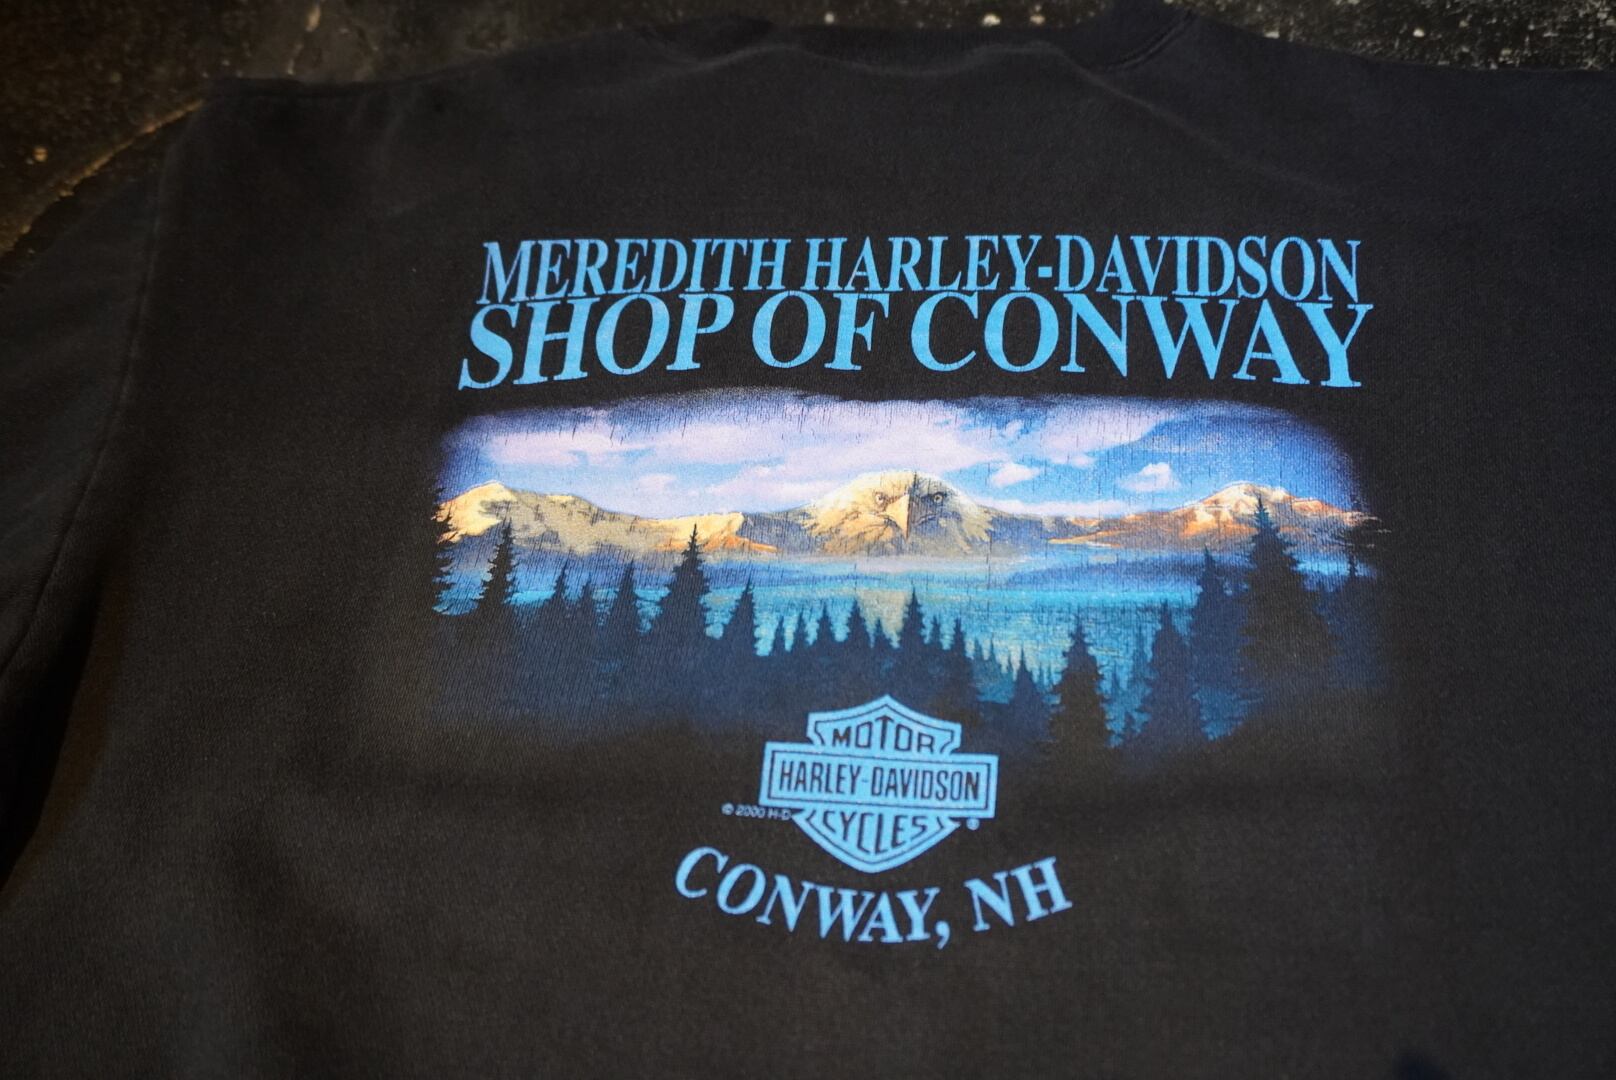 MEREDITH HARLEY-DAVIDSON
SHOP OF CONWAY
MOTOR
HARLEY-DAVIDSON
© 2000 H-D
CYCLES
®
CONWAY, NH